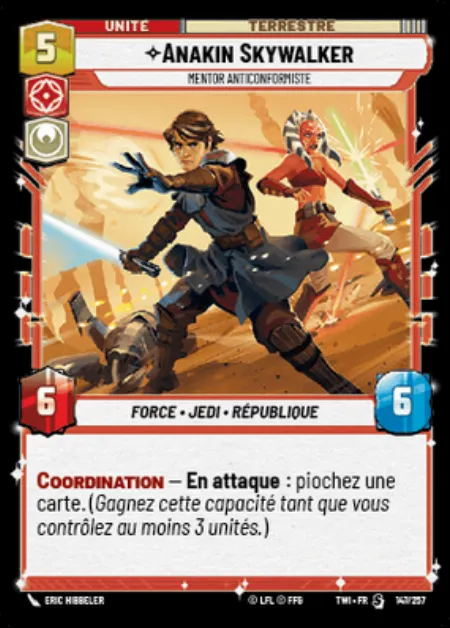 UNITÉ
TERRESTRE
5
ANAKIN SKYWALKER
MENTOR ANTICONFORMISTE
6
FORCE • JEDI • RÉPUBLIQUE
6
COORDINATION – En attaque : piochez une
carte. (Gagnez cette capacité tant que vous
contrôlez au moins 3 unités.)
ERIC HIBBELER
© LFL © FFG
TWI • FR
141/257